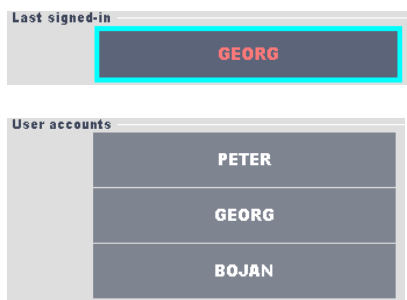 Last signed-in
GEORG
User accounts
PETER
GEORG
BOJAN